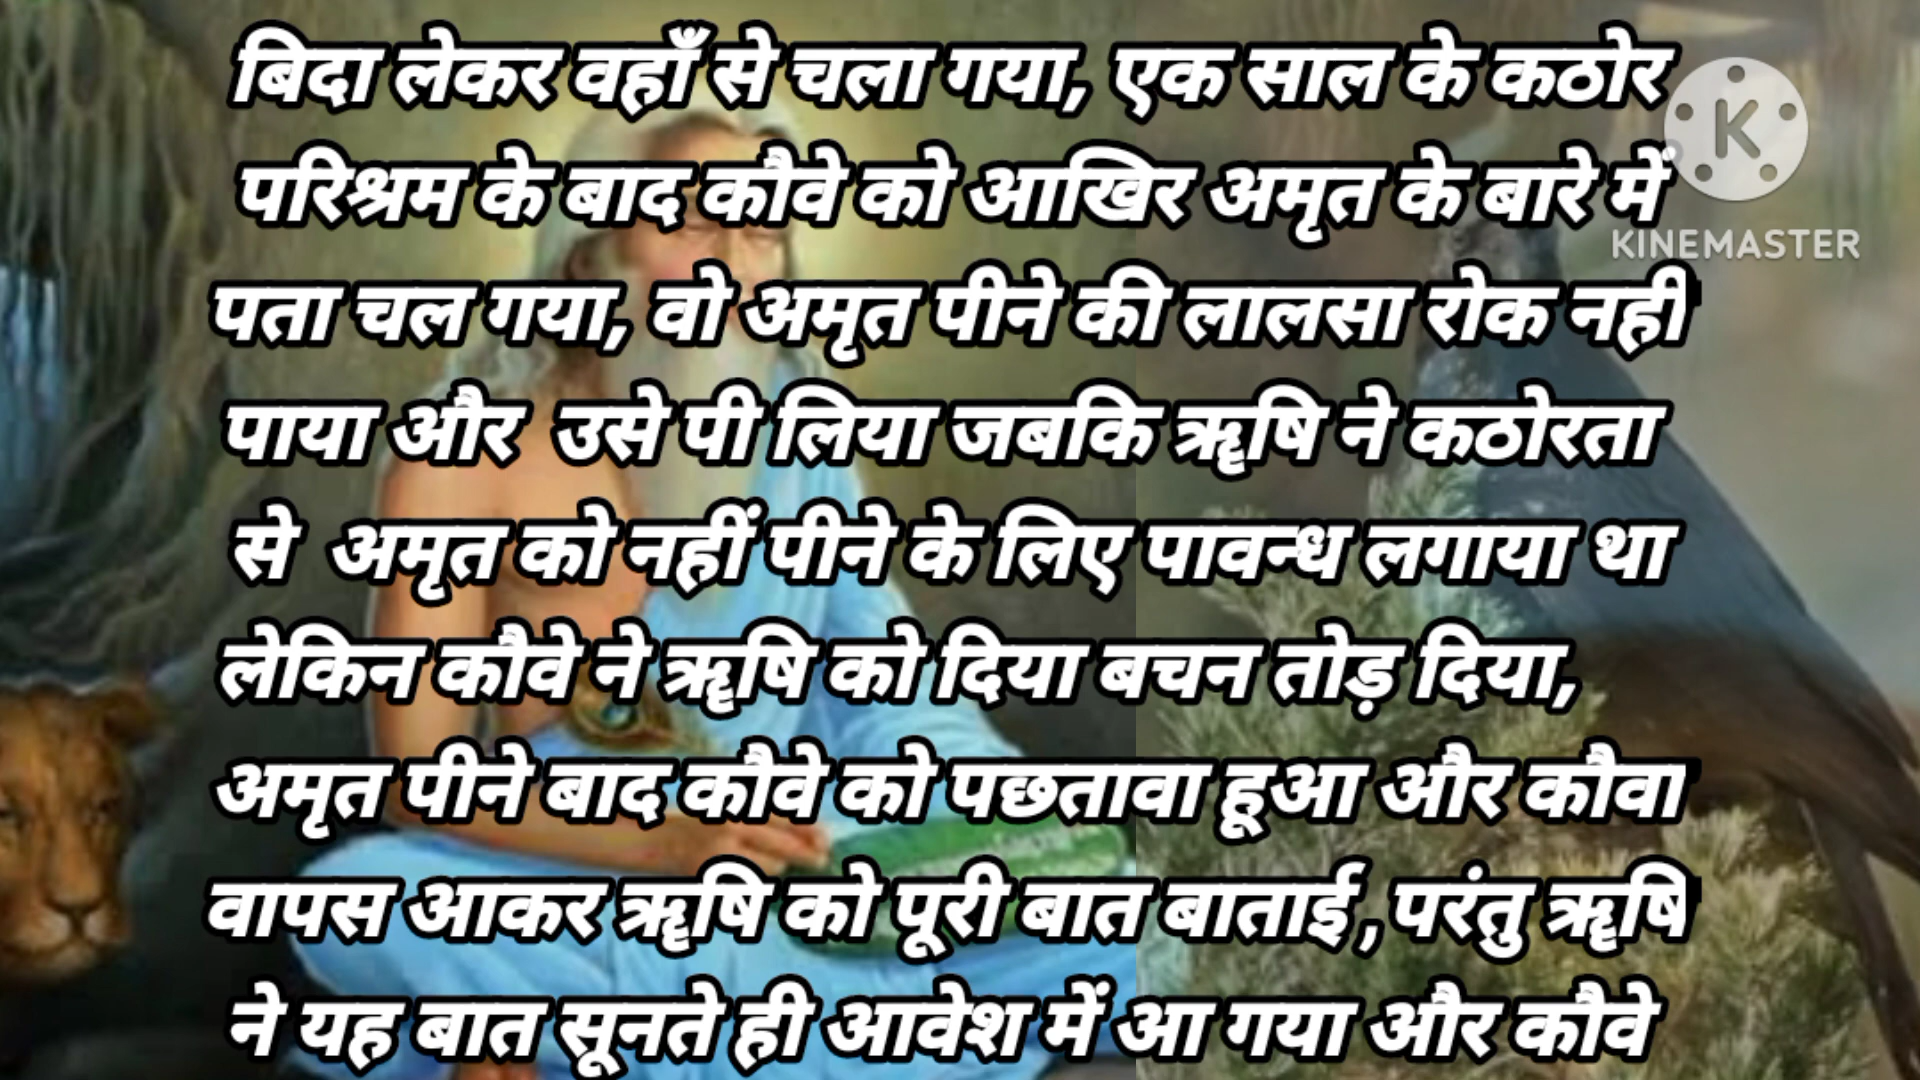 बिदा लेकर वहाँ से चला गया, एक साल के कठोर
परिश्रम के बाद कौवे को आखिर अमृत के बारे में
पता चल गया, वो अमृत पीने की लालसा रोक नही
पाया और उसे पी लिया जबकि ॠषि ने कठोरता
से अमृत को नहीं पीने के लिए पावन्ध लगाया था
लेकिन कौवे ने ॠषि को दिया बचन तोड़ दिया,
अमृत पीने बाद कौवे को पछतावा हूआ और कौवा
वापस आकर ॠषि को पूरी बात बाताई ,परंतु ॠषि
ने यह बात सूनते ही आवेश में आ गया और कौवे
K
KINEMASTER